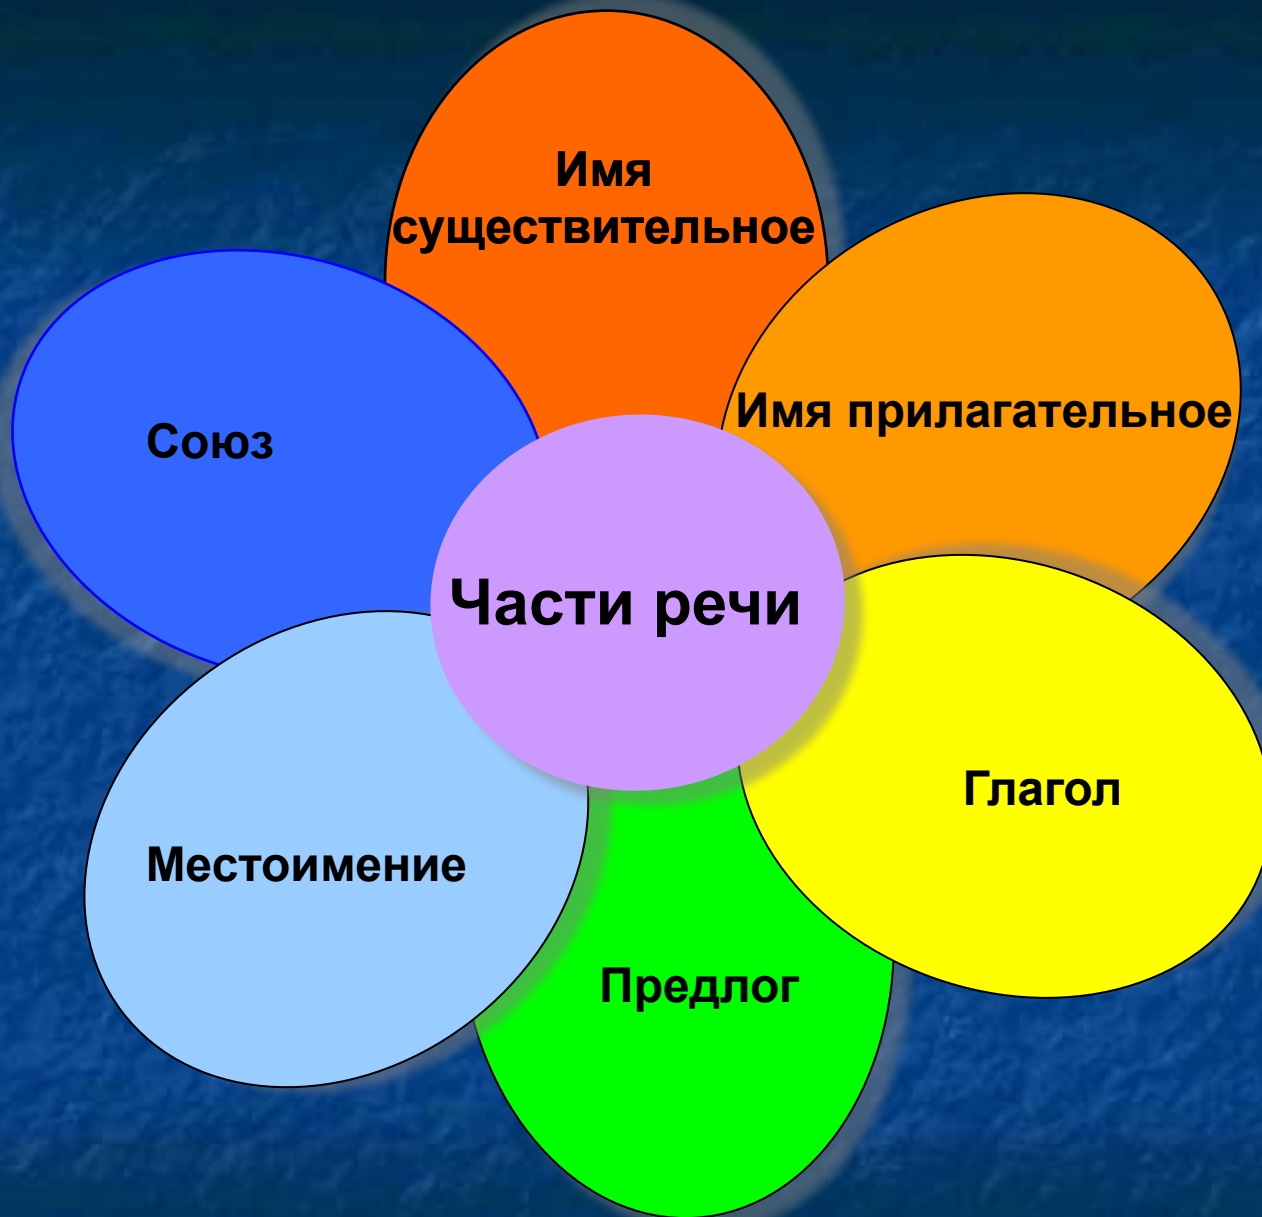 Имя
существительное
Имя прилагательное
Союз
Части речи
Глагол
Местоимение
Предлог